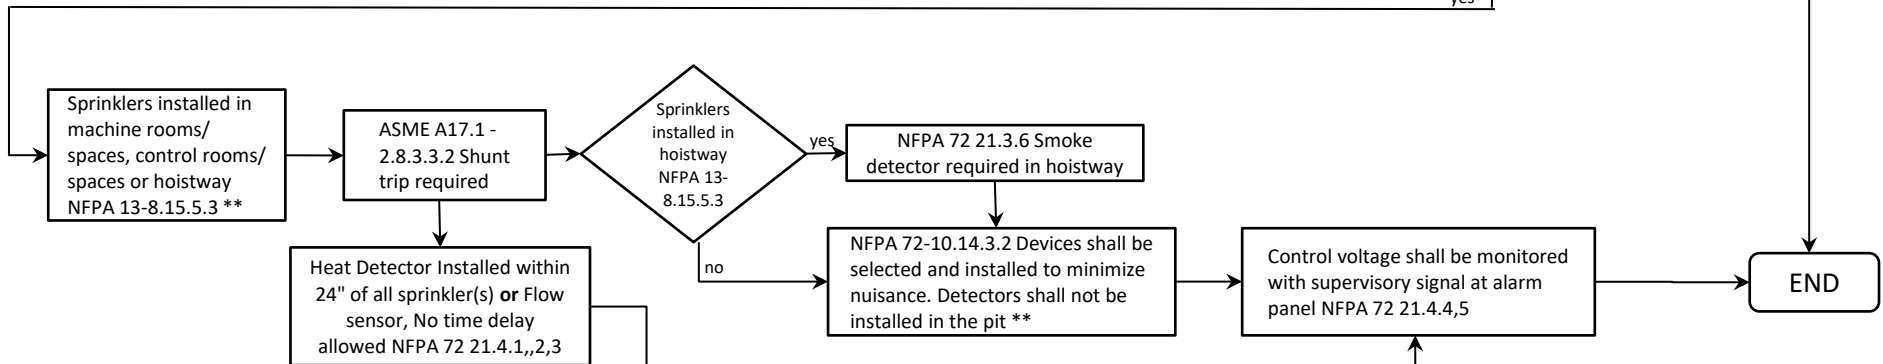 yes
Sprinklers installed in
machine rooms/
spaces, control rooms/
spaces or hoistway
NFPA 13-8.15.5.3 **
ASME A17.1 -
2.8.3.3.2 Shunt
trip required
Sprinklers
installed in
hoistway
NFPA 13-
8.15.5.3
yes
NFPA 72 21.3.6 Smoke
detector required in hoistway
no
NFPA 72-10.14.3.2 Devices shall be
selected and installed to minimize
nuisance. Detectors shall not be
installed in the pit **
Control voltage shall be monitored
with supervisory signal at alarm
panel NFPA 72 21.4.4,5
END
Heat Detector Installed within
24" of all sprinkler(s) or Flow
sensor, No time delay
allowed NFPA 72 21.4.1,,2,3